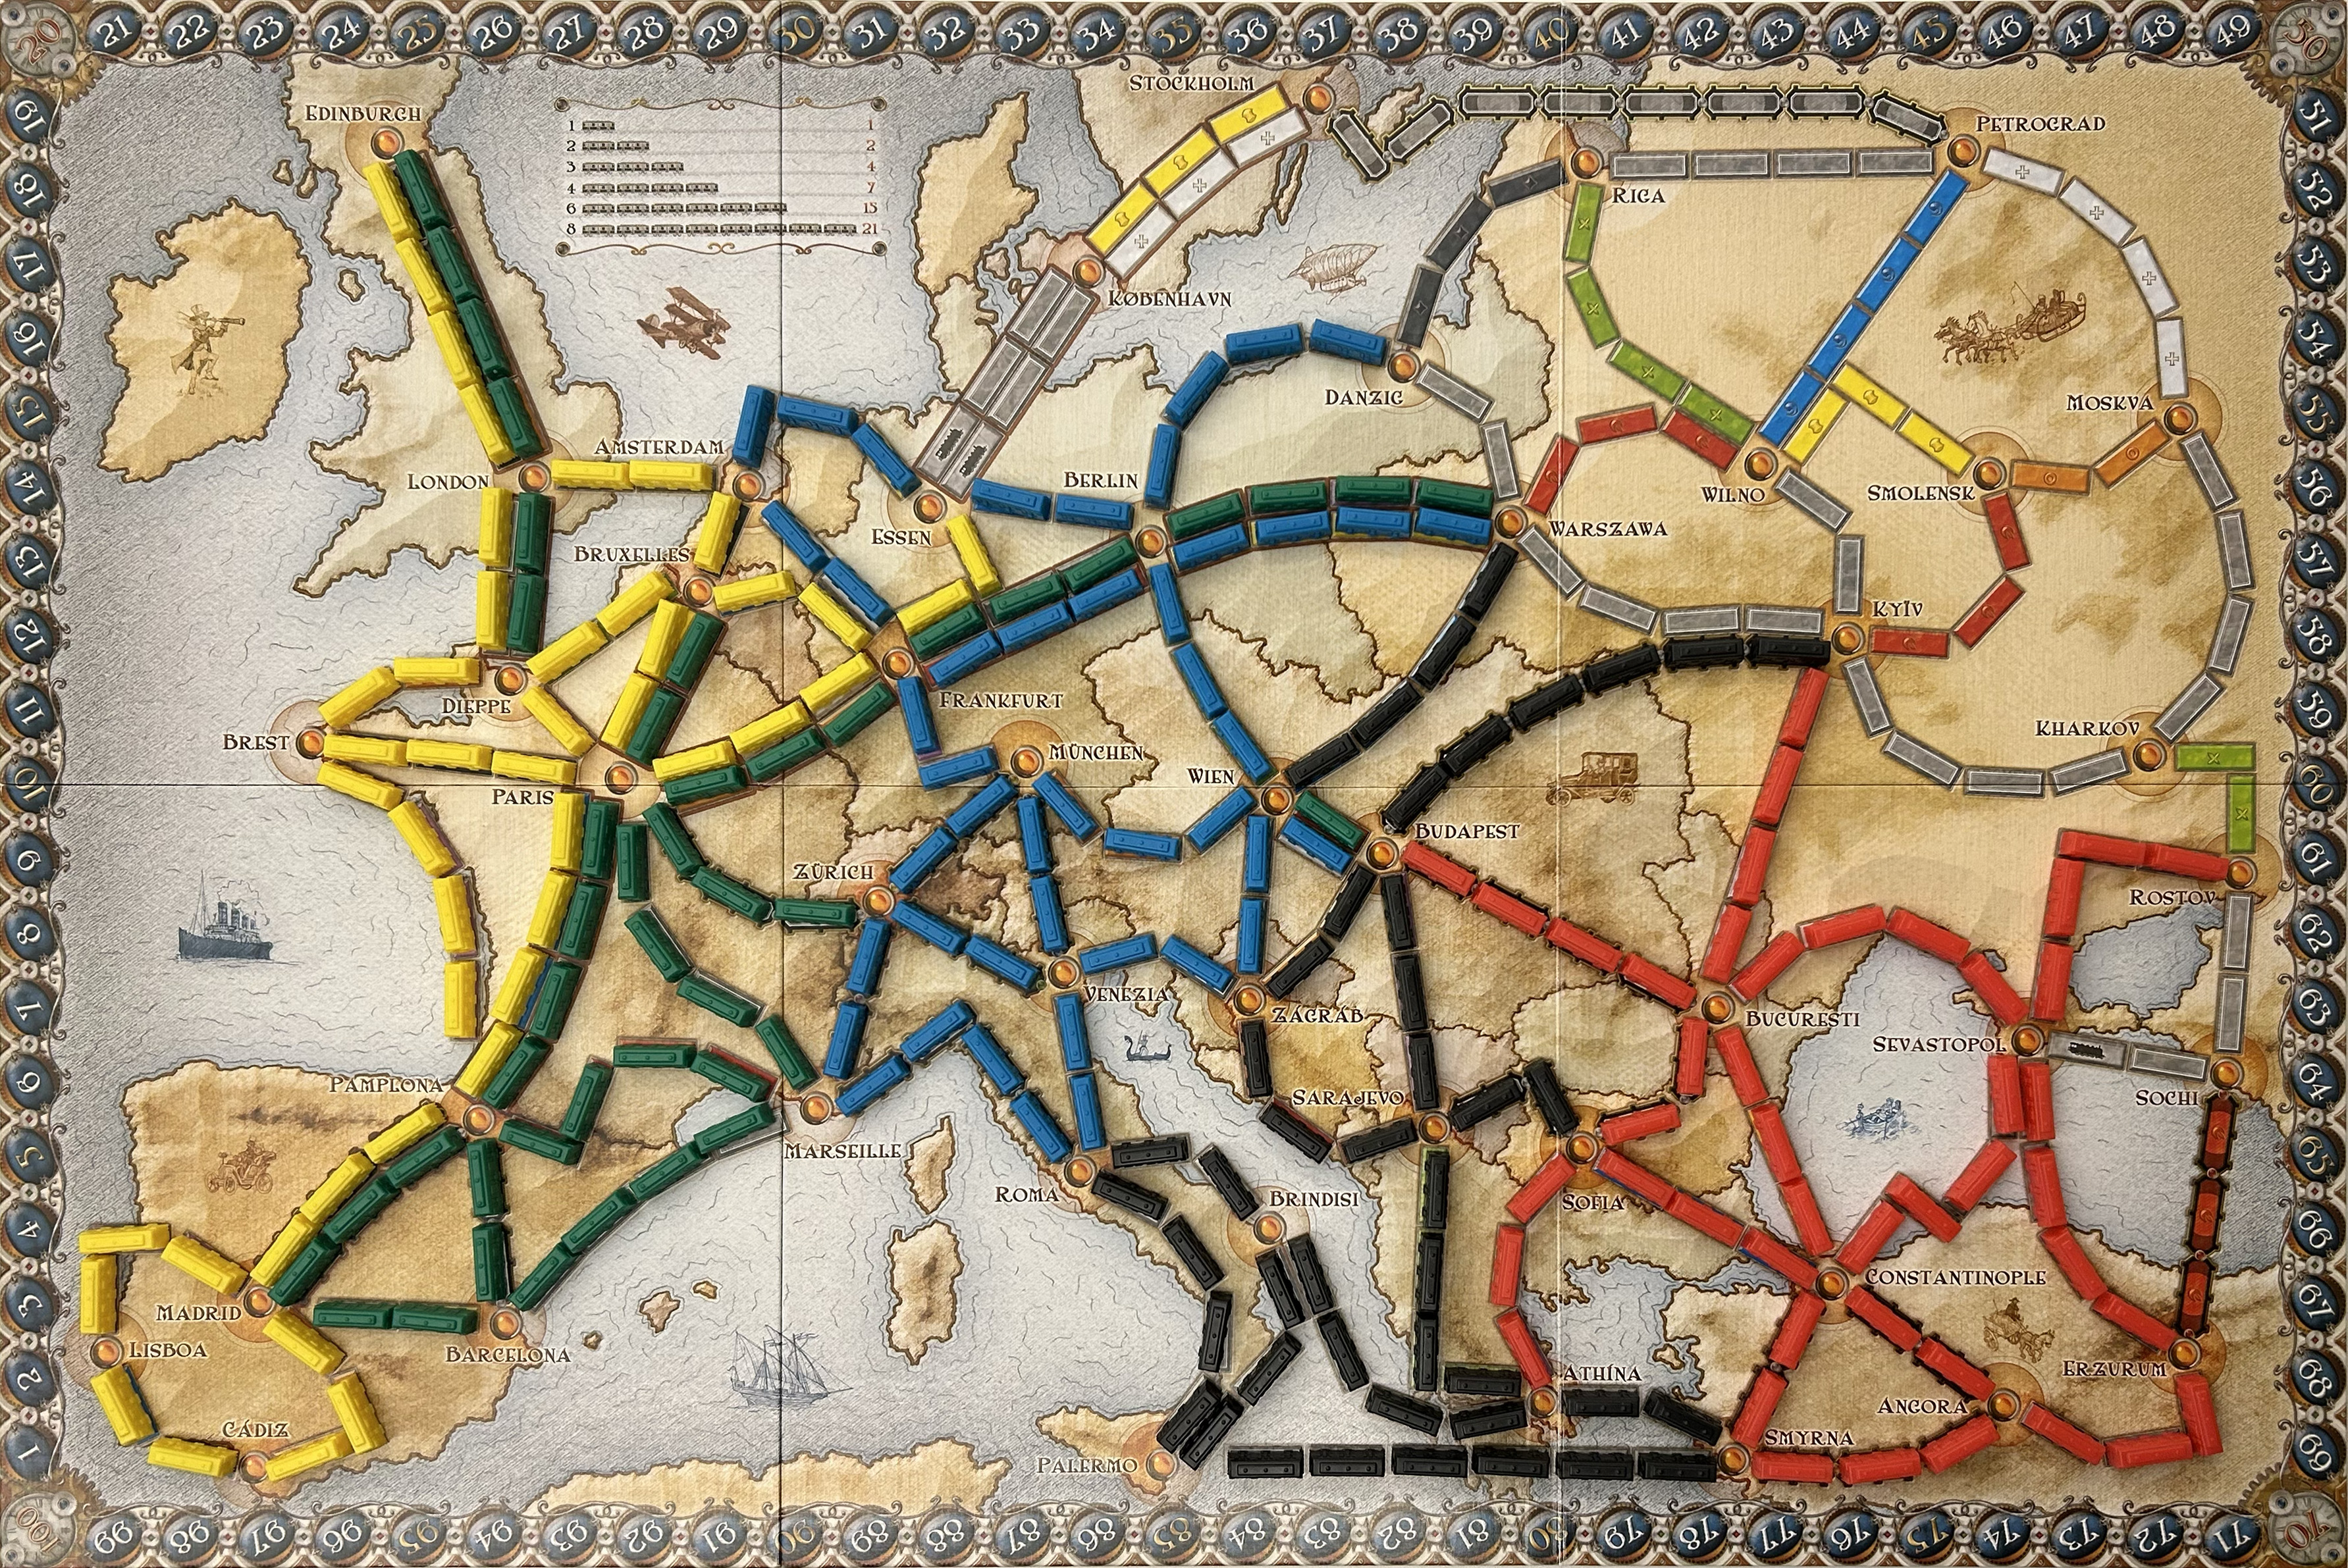 20 21 22 23 24 25 26 27 28 29 30 31 32 33 34 35 36 37 38 39 40 41 42 43 44 45 46 47 48 49 50
19
18
17
16
15
14
13
12
11
10
9
8
7
6
5
4
3
2
1
51
52
53
54
55
56
57
58
59
60
61
62
63
64
65
66
67
68
69
100 99 98 97 96 95 94 93 92 91 90 89 88 87 86 85 84 83 82 81 80 79 78 77 76 75 74 73 72 71 70
1 1
2 2
3 4
4 7
6 15
8 21
EDINBURGH
STOCKHOLM
PETROGRAD
RIGA
KØBENHAVN
DANZIG
MOSKVA
AMSTERDAM
LONDON
BERLIN
ESSEN
WILNO
SMOLENSK
WARSZAWA
BRUXELLES
KYÏV
DIEPPE
FRANKFURT
KHARKOV
BREST
MÜNCHEN
WIEN
PARIS
BUDAPEST
ZÜRICH
ROSTOV
VENEZIA
ZÁGRÁB
BUCURESTI
SEVASTOPOL
PAMPLONA
SARAJEVO
SOCHI
MARSEILLE
ROMA
BRINDISI
SOFIA
CONSTANTINOPLE
MADRID
LISBOA
BARCELONA
ATHÍNA
ERZURUM
ANGORA
CÁDIZ
SMYRNA
PALERMO